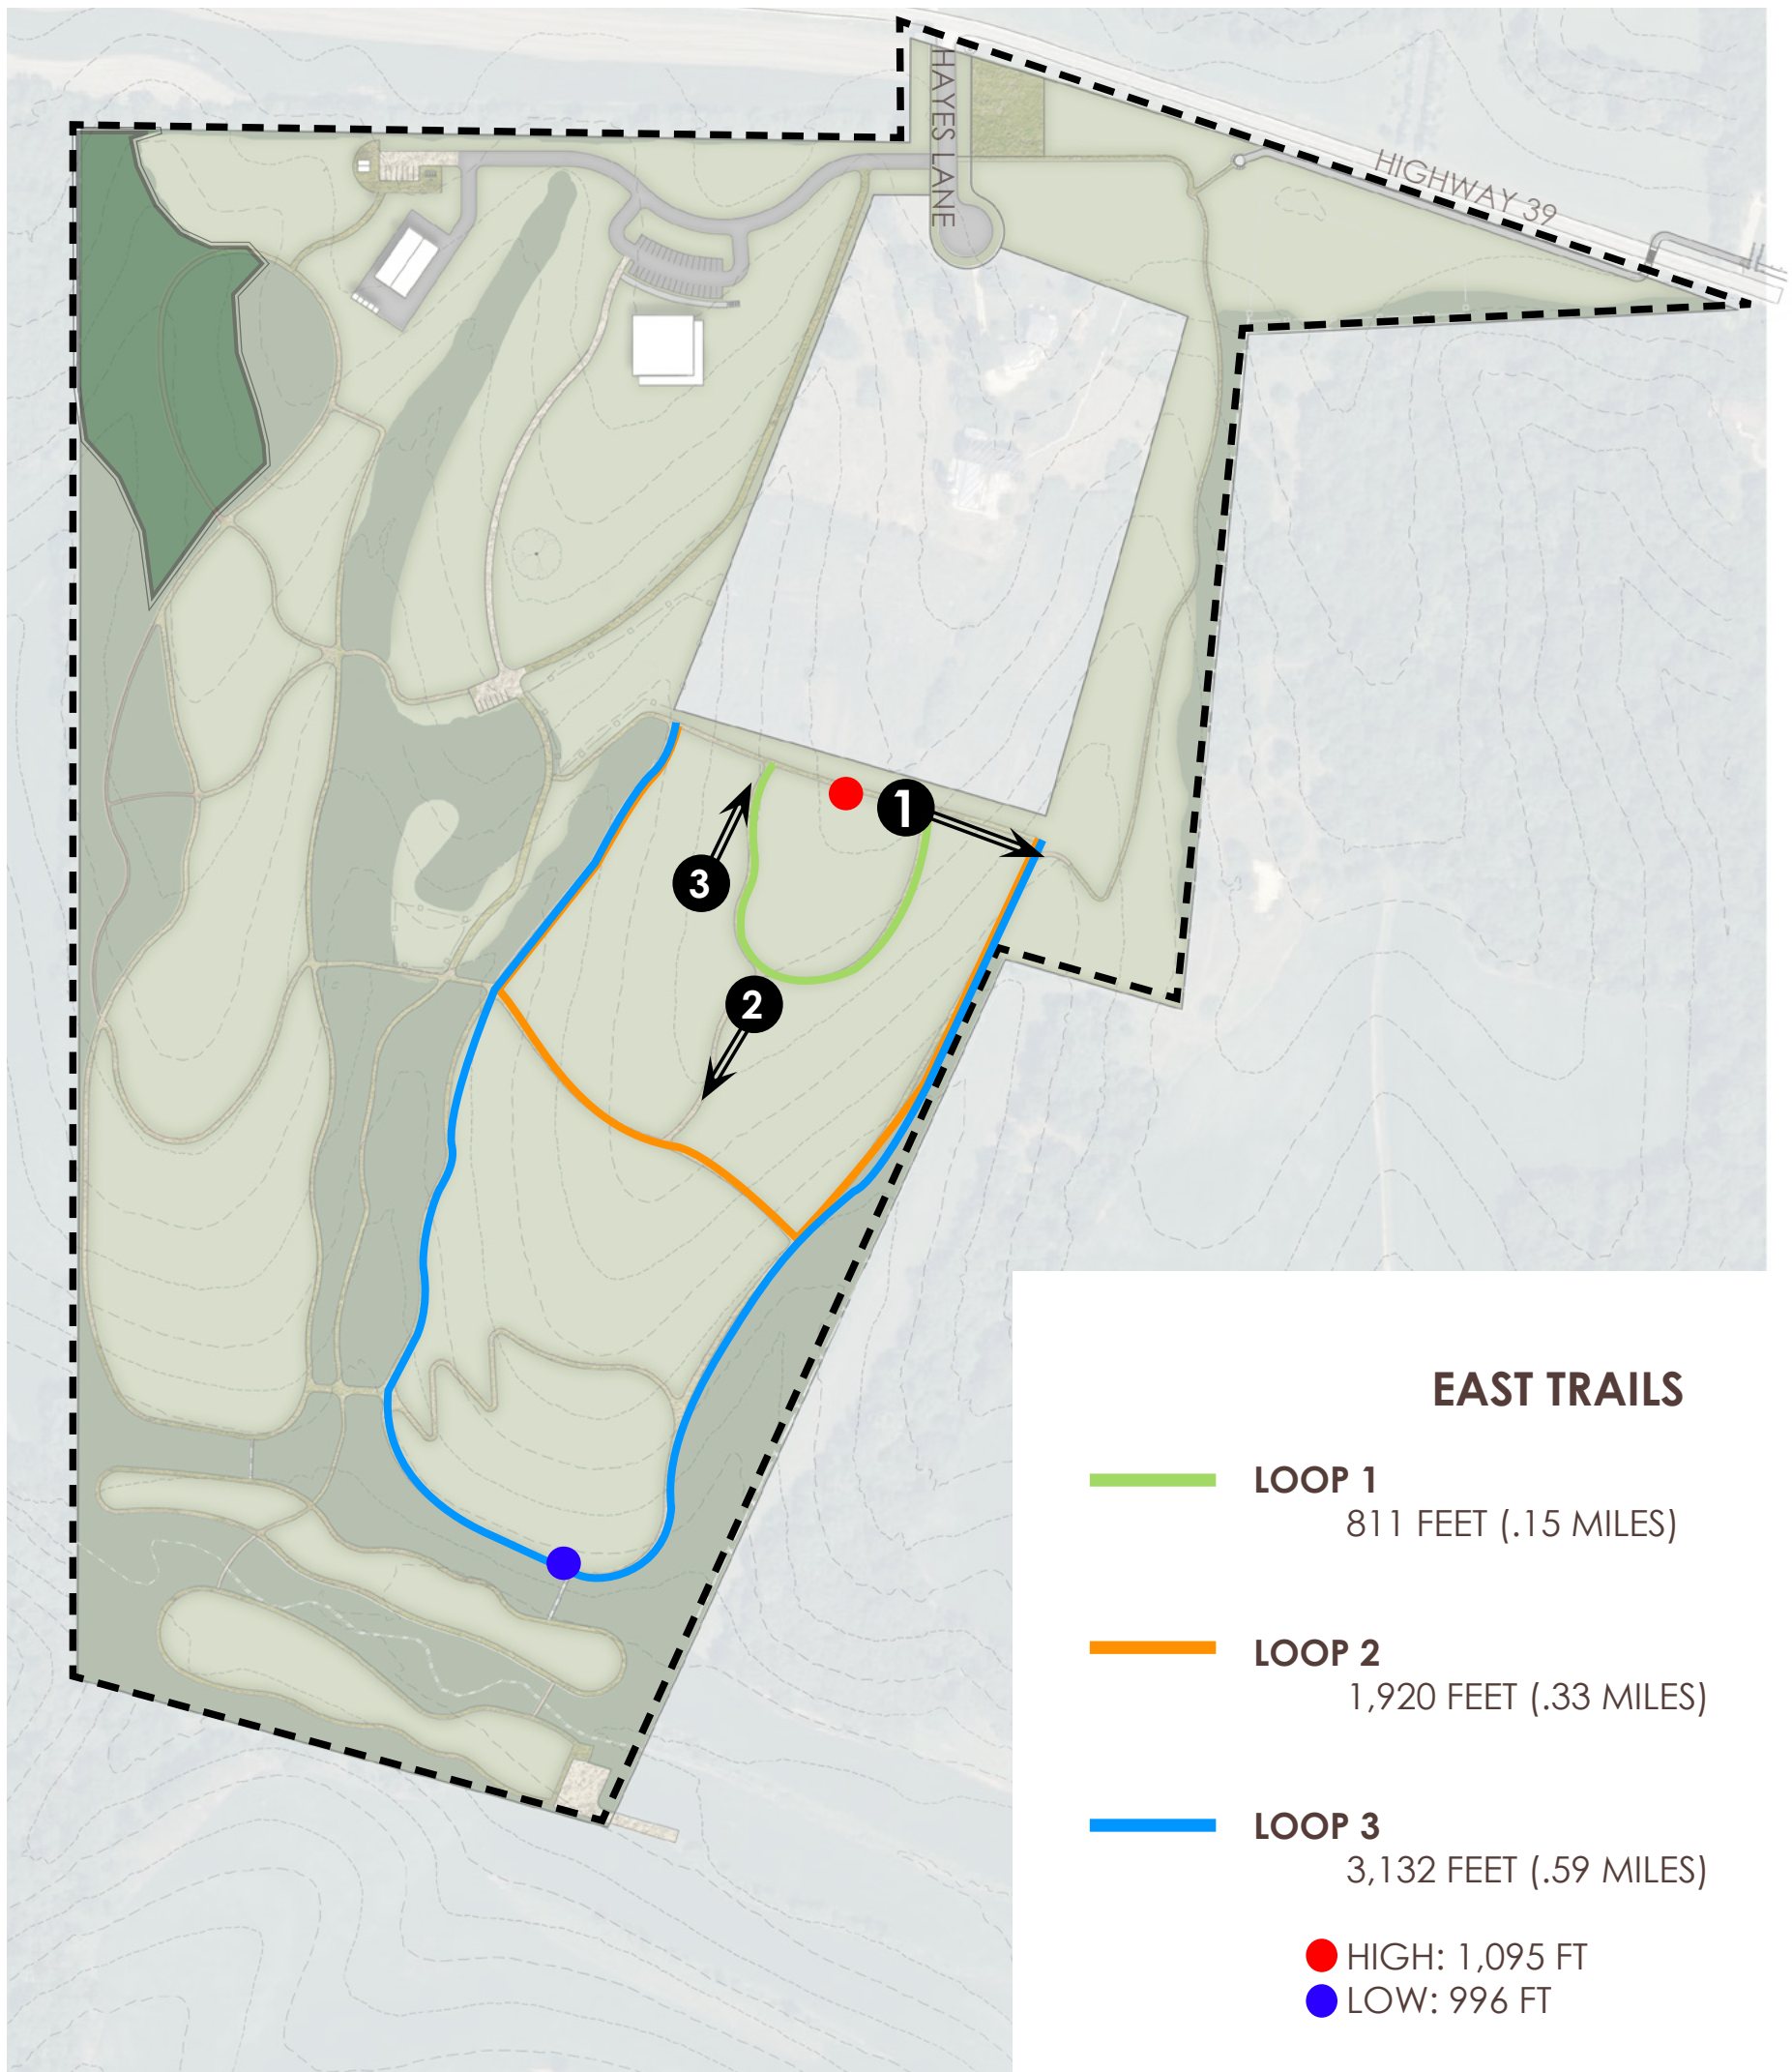 HAYES LANE
HIGHWAY 39
1
3
2
EAST TRAILS
LOOP 1
811 FEET (.15 MILES)
LOOP 2
1,920 FEET (.33 MILES)
LOOP 3
3,132 FEET (.59 MILES)
HIGH: 1,095 FT
LOW: 996 FT